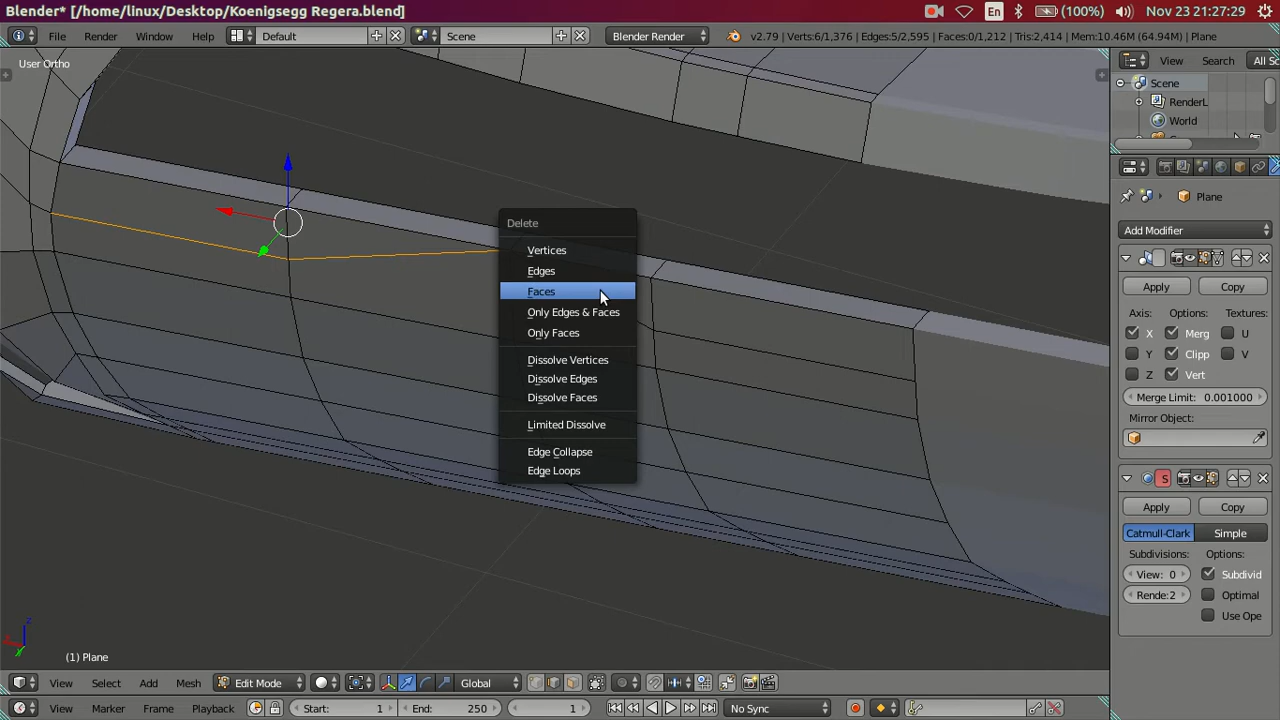 Blender* [/home/linux/Desktop/Koenigsegg Regera.blend]
En (100%) Nov 23 21:27:29
File Render Window Help Default Scene Blender Render v2.79 | Verts:6/1,376 | Edges:5/2,595 | Faces:0/1,212 | Tris:2,414 | Mem:10.46M (64.94M) | Plane
User Ortho
View Search All Sc
Scene
RenderL
World
Plane
Add Modifier
Apply Copy
Axis: Options: Textures:
X Merg U
Y Clipp V
Z Vert
Merge Limit: 0.001000
Mirror Object:
S
Apply Copy
Catmull-Clark Simple
Subdivisions: Options:
View: 0 Subdivid
Rende:2 Optimal
Use Ope
Delete
Vertices
Edges
Faces
Only Edges & Faces
Only Faces
Dissolve Vertices
Dissolve Edges
Dissolve Faces
Limited Dissolve
Edge Collapse
Edge Loops
z
x
y
(1) Plane
View Select Add Mesh Edit Mode Global
View Marker Frame Playback Start: 1 End: 250 1 No Sync